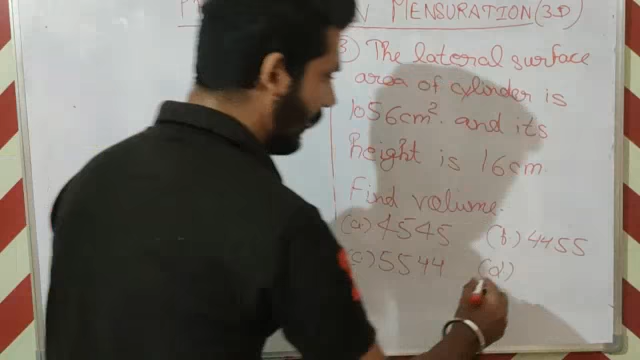 MENSURATION (3D)
3) The lateral surface
area of cylinder is
1056cm². and its
height is 16cm.
Find volume.
(a) 4545 (b.) 4455
(c) 5544 (d)